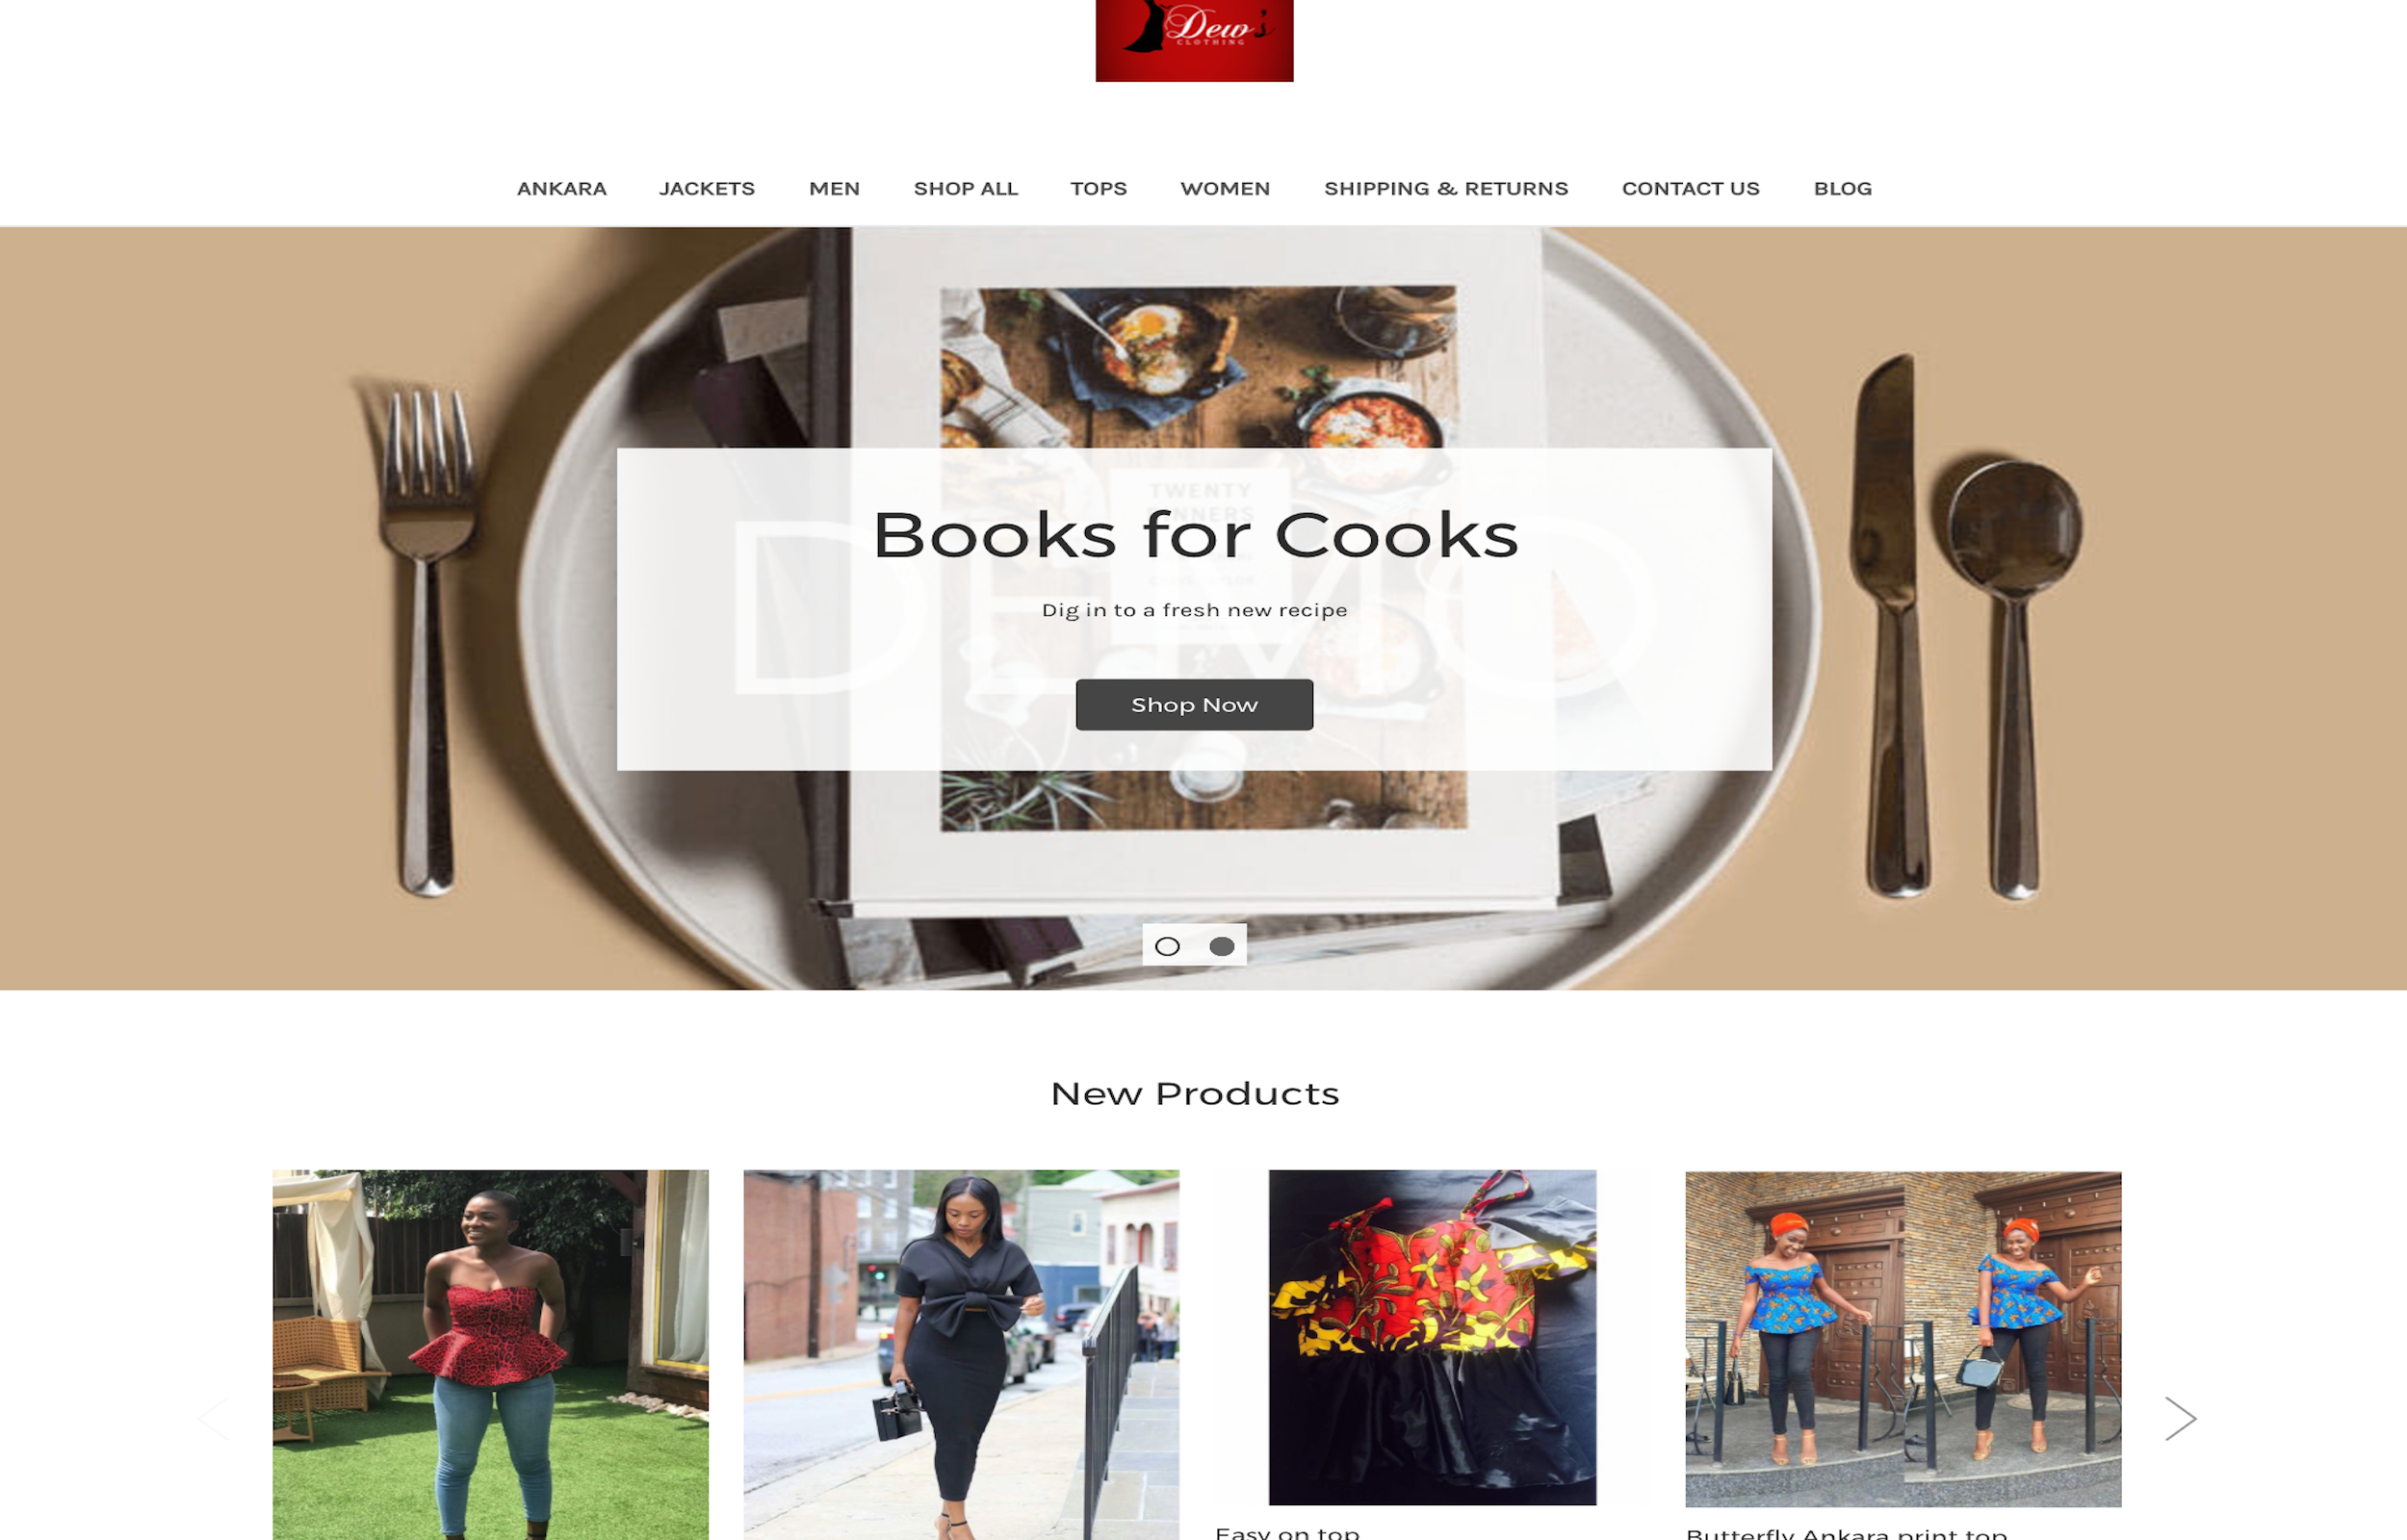 Dew's
CLOTHING
ANKARA JACKETS MEN SHOP ALL TOPS WOMEN SHIPPING & RETURNS CONTACT US BLOG
TWENTY
Books for Cooks
DEMO
Dig in to a fresh new recipe
Shop Now
New Products
Easy on top
Butterfly Ankara print top